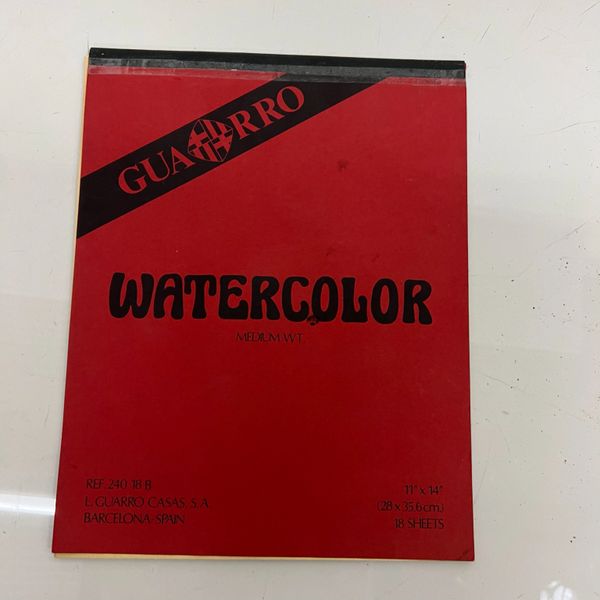 GUARRO
WATERCOLOR
MEDIUM WT.
REF. 240 18 8
L. GUARRO CASAS, S.A.
BARCELONA. SPAIN
11" x 14"
(28 x 35.6 cm.)
18 SHEETS